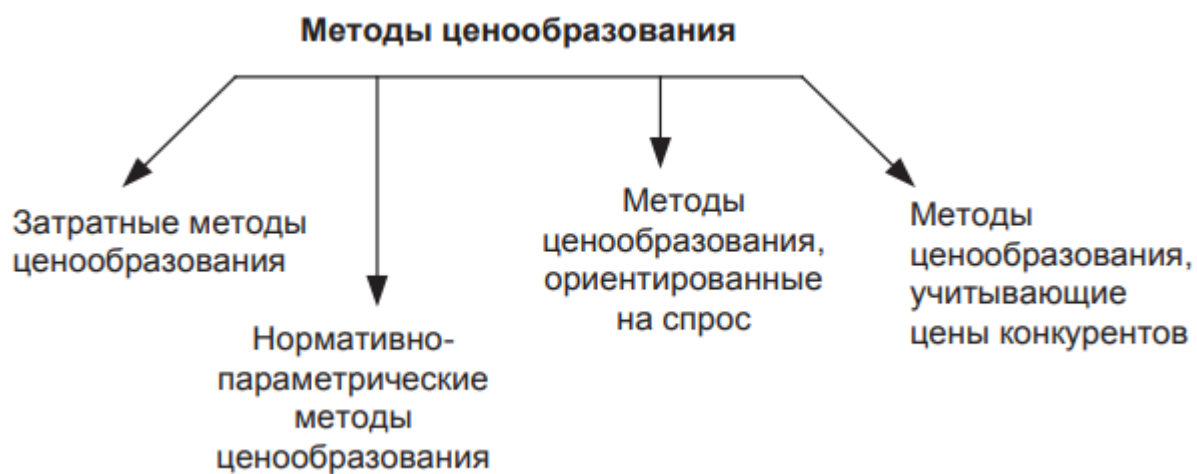 Методы ценообразования
Затратные методы
ценообразования
Нормативно-
параметрические
методы
ценообразования
Методы
ценообразования,
ориентированные
на спрос
Методы
ценообразования,
учитывающие
цены конкурентов